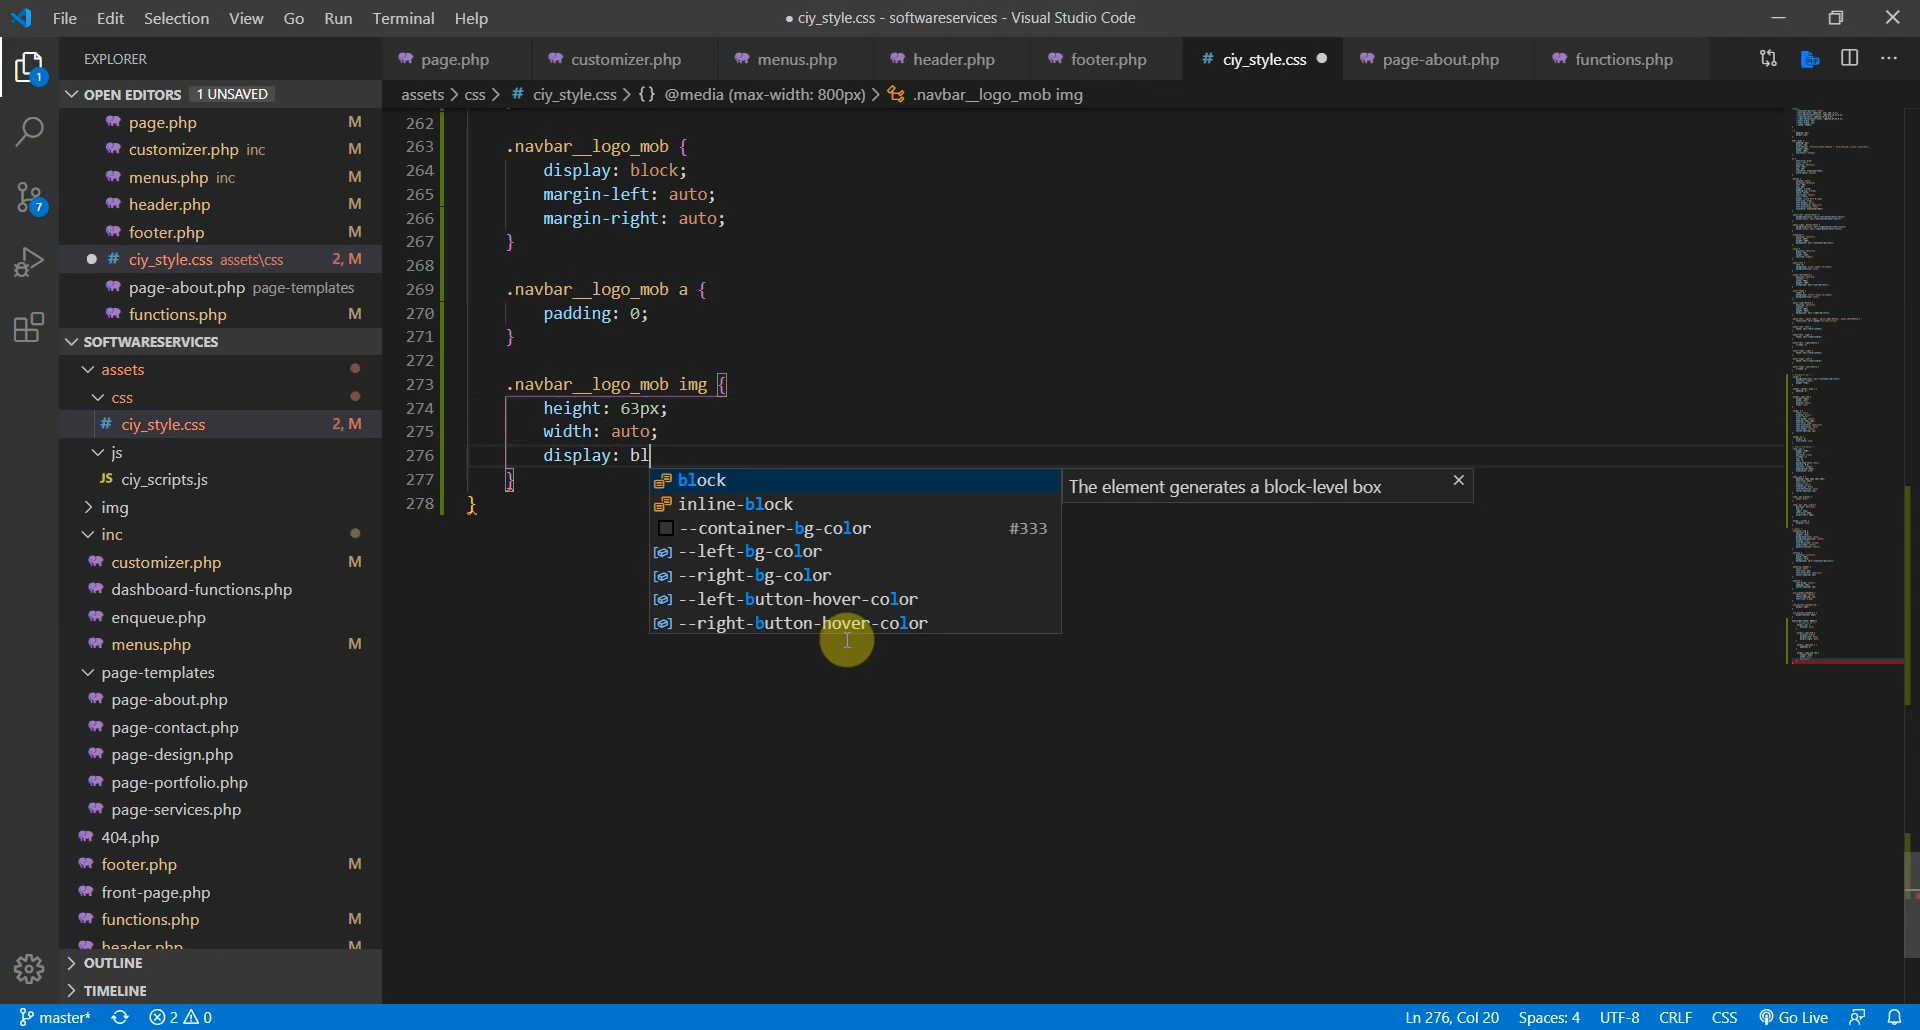 File Edit Selection View Go Run Terminal Help
● ciy_style.css - softwareservices - Visual Studio Code
EXPLORER
page.php customizer.php menus.php header.php footer.php # ciy_style.css ● page-about.php functions.php
OPEN EDITORS 1 UNSAVED
assets > css > # ciy_style.css > {} @media (max-width: 800px) > .navbar__logo_mob img
page.php M
customizer.php inc M
menus.php inc M
header.php M
footer.php M
● # ciy_style.css assets\css 2, M
page-about.php page-templates
functions.php M
SOFTWARESERVICES
assets
css
# ciy_style.css 2, M
js
JS ciy_scripts.js
img
inc
customizer.php M
dashboard-functions.php
enqueue.php
menus.php M
page-templates
page-about.php
page-contact.php
page-design.php
page-portfolio.php
page-services.php
404.php
footer.php M
front-page.php
functions.php M
header.php M
OUTLINE
TIMELINE
1
7
262
263 .navbar__logo_mob {
264 display: block;
265 margin-left: auto;
266 margin-right: auto;
267 }
268
269 .navbar__logo_mob a {
270 padding: 0;
271 }
272
273 .navbar__logo_mob img {
274 height: 63px;
275 width: auto;
276 display: bl
277 }
278 }
block
The element generates a block-level box
inline-block
--container-bg-color #333
--left-bg-color
--right-bg-color
--left-button-hover-color
--right-button-hover-color
master* 2 0 Ln 276, Col 20 Spaces: 4 UTF-8 CRLF CSS Go Live